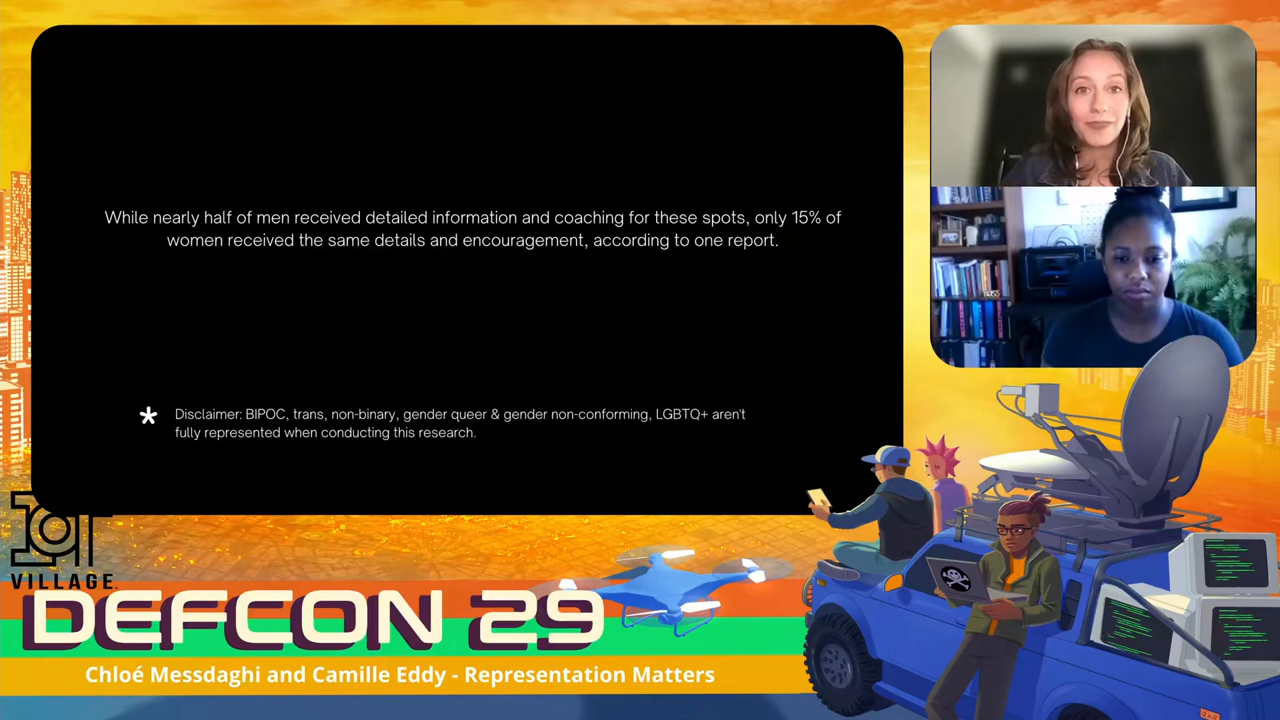 While nearly half of men received detailed information and coaching for these spots, only 15% of
women received the same details and encouragement, according to one report.
* Disclaimer: BIPOC, trans, non-binary, gender queer & gender non-conforming, LGBTQ+ aren't
fully represented when conducting this research.
IoT
VILLAGE
DEFCON 29
Chloé Messdaghi and Camille Eddy - Representation Matters